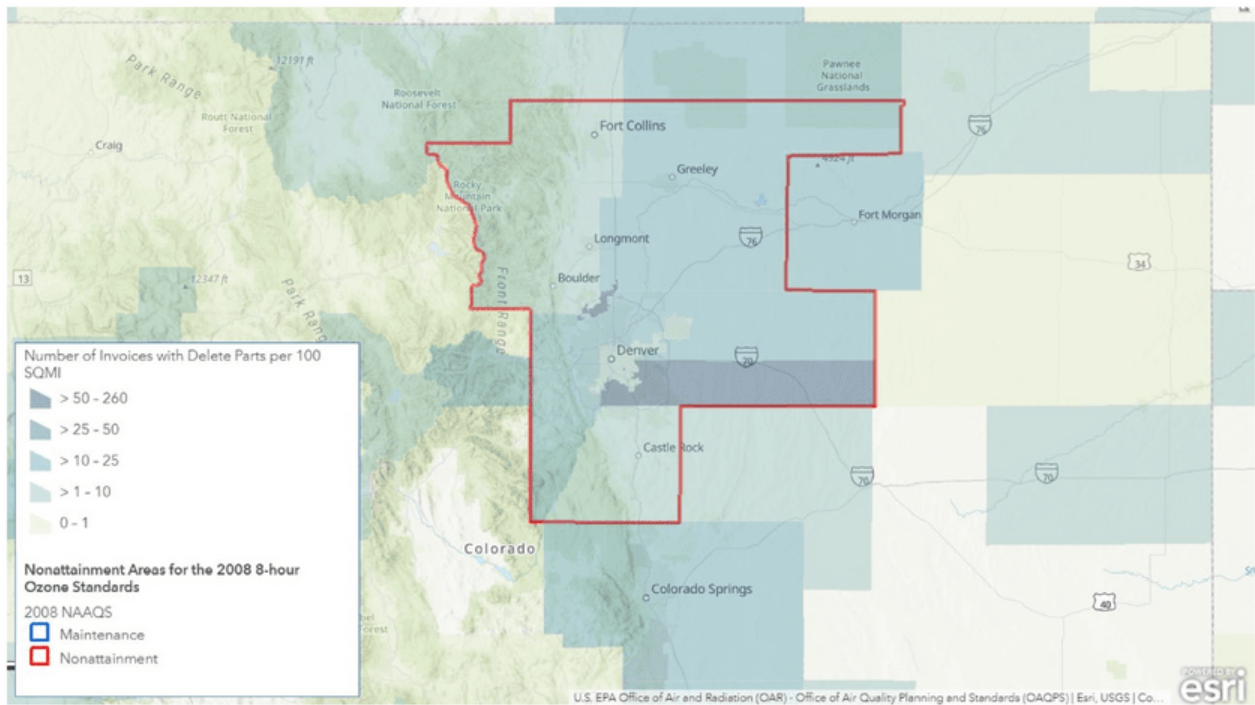 12191 ft
Park Range
Roosevelt
National Forest
Pawnee
National
Grasslands
Routt National
Forest
Craig
Fort Collins
76
Greeley
4924 ft
Rocky
Mountain
National Park
Fort Morgan
Longmont
76
34
13
12347 ft
Boulder
Front Range
Park Rang
Denver
70
Castle Rock
70
70
Colorado
Colorado Springs
40
Number of Invoices with Delete Parts per 100
SQMI
> 50 - 260
> 25 - 50
> 10 - 25
> 1 - 10
0 - 1
Nonattainment Areas for the 2008 8-hour
Ozone Standards
2008 NAAQS
Maintenance
Nonattainment
U.S. EPA Office of Air and Radiation (OAR) - Office of Air Quality Planning and Standards (OAQPS) | Esri, USGS | Co...
POWERED BY
esri